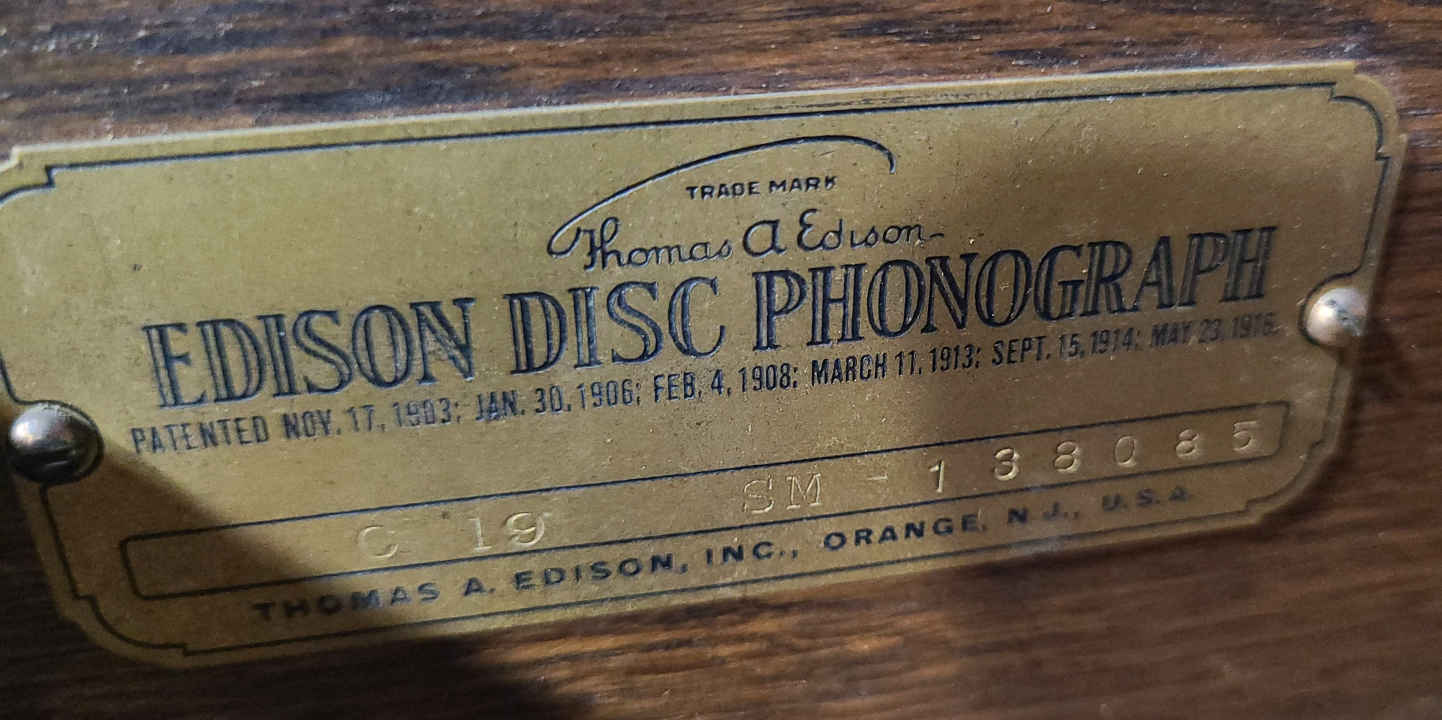 TRADE MARK
Thomas A Edison
EDISON DISC PHONOGRAPH
PATENTED NOV. 17, 1903; JAN. 30, 1906; FEB. 4, 1908; MARCH 11, 1913; SEPT. 15, 1914; MAY 23, 1916.
C 19 SM - 138085
THOMAS A. EDISON, INC., ORANGE, N.J., U.S.A.